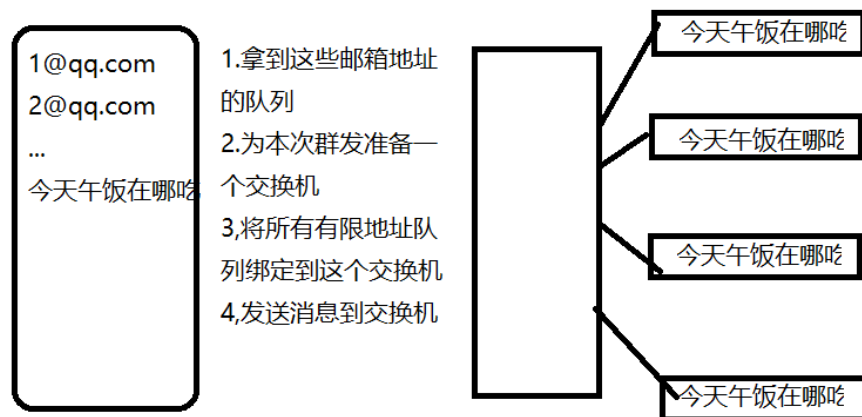 1@qq.com
2@qq.com
...
今天午饭在哪吃
1.拿到这些邮箱地址
的队列
2.为本次群发准备一
个交换机
3,将所有有限地址队
列绑定到这个交换机
4,发送消息到交换机
今天午饭在哪吃
今天午饭在哪吃
今天午饭在哪吃
今天午饭在哪吃